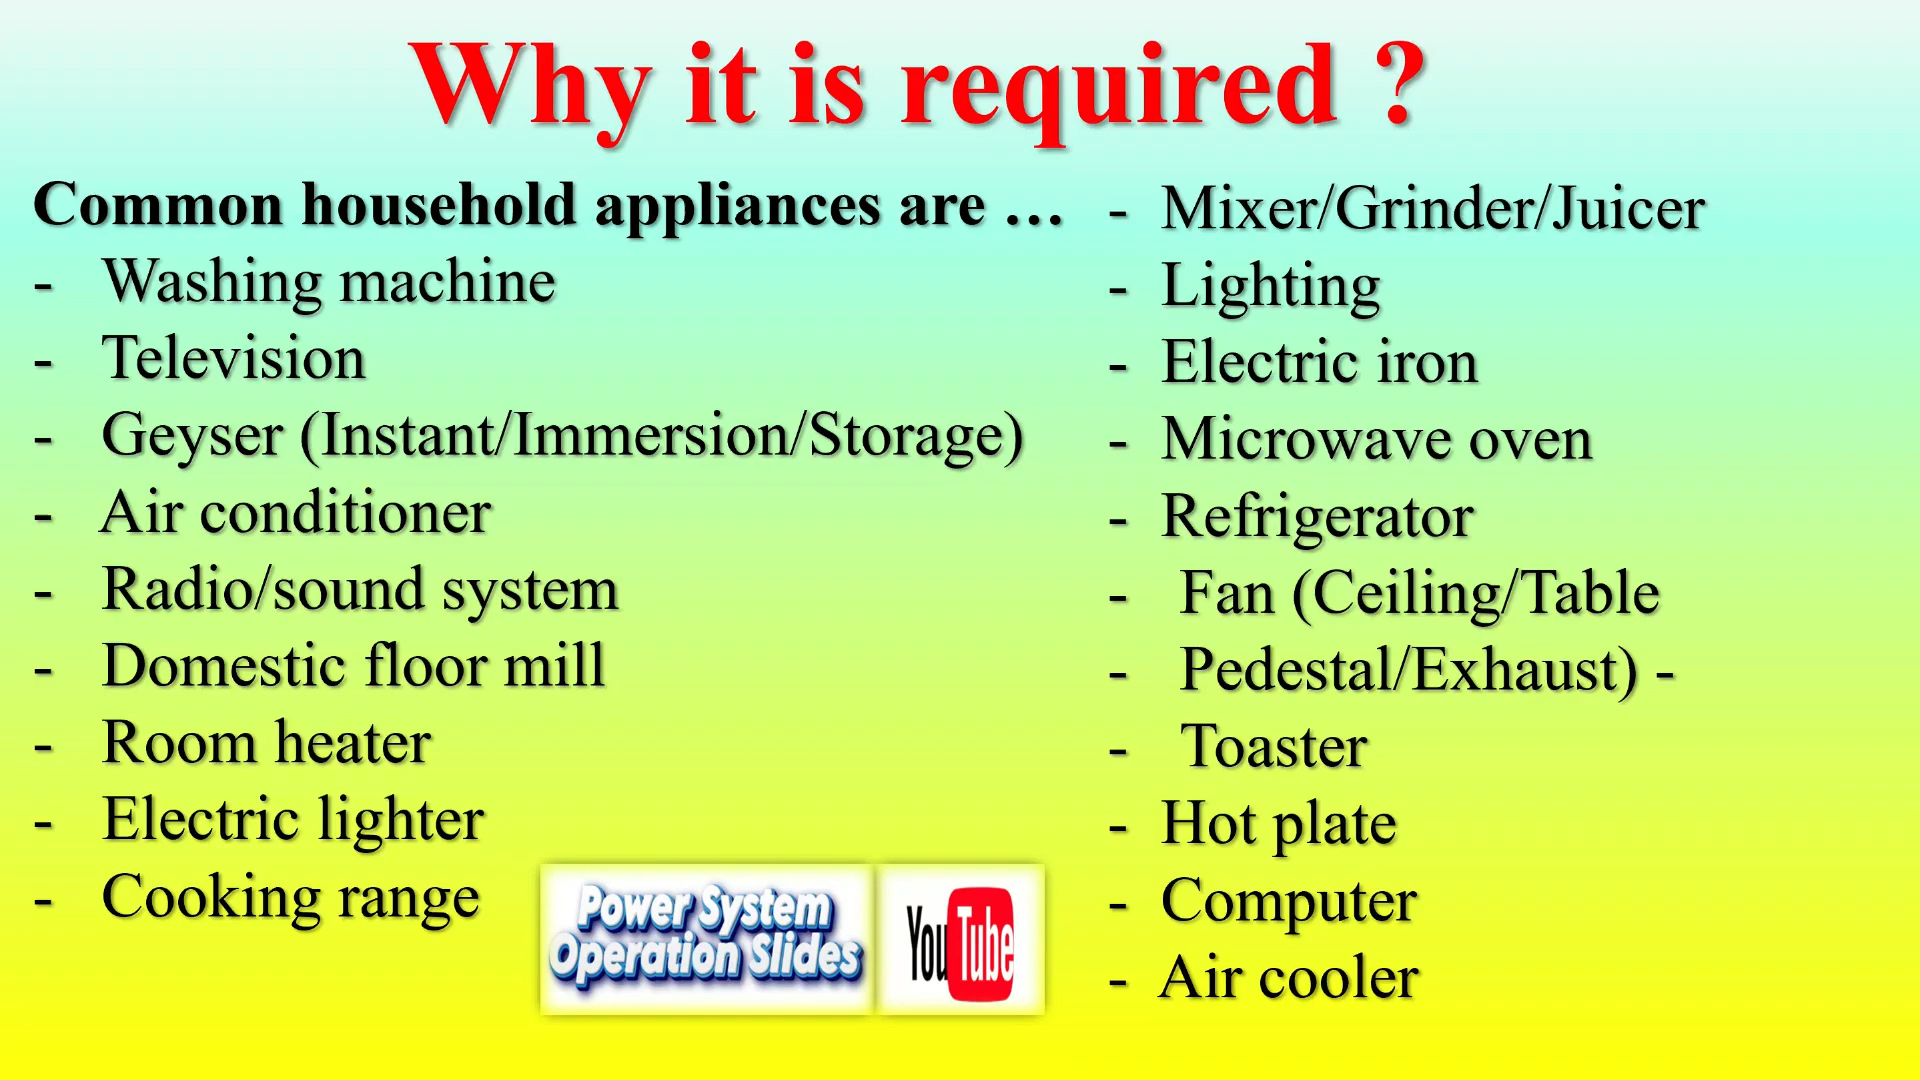 Why it is required ?
Common household appliances are …
- Washing machine
- Television
- Geyser (Instant/Immersion/Storage)
- Air conditioner
- Radio/sound system
- Domestic floor mill
- Room heater
- Electric lighter
- Cooking range
- Mixer/Grinder/Juicer
- Lighting
- Electric iron
- Microwave oven
- Refrigerator
- Fan (Ceiling/Table
- Pedestal/Exhaust) -
- Toaster
- Hot plate
- Computer
- Air cooler
Power System
Operation Slides
YouTube